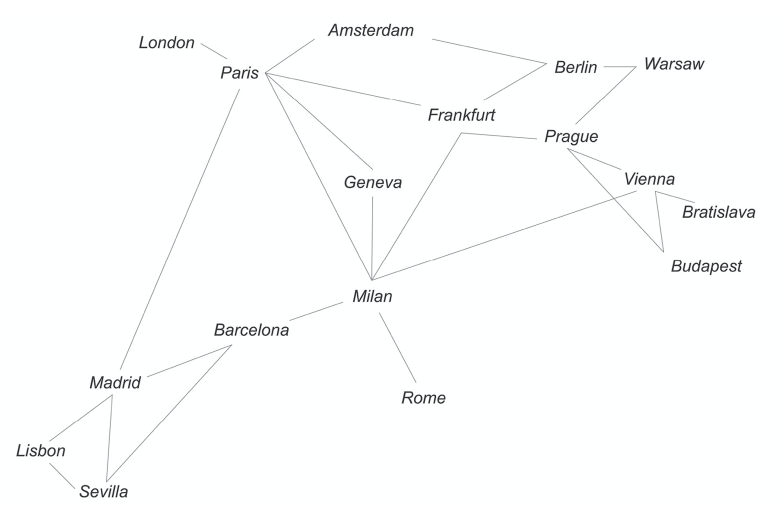 Amsterdam
London
Paris
Berlin
Warsaw
Frankfurt
Prague
Geneva
Vienna
Bratislava
Budapest
Milan
Barcelona
Madrid
Rome
Lisbon
Sevilla